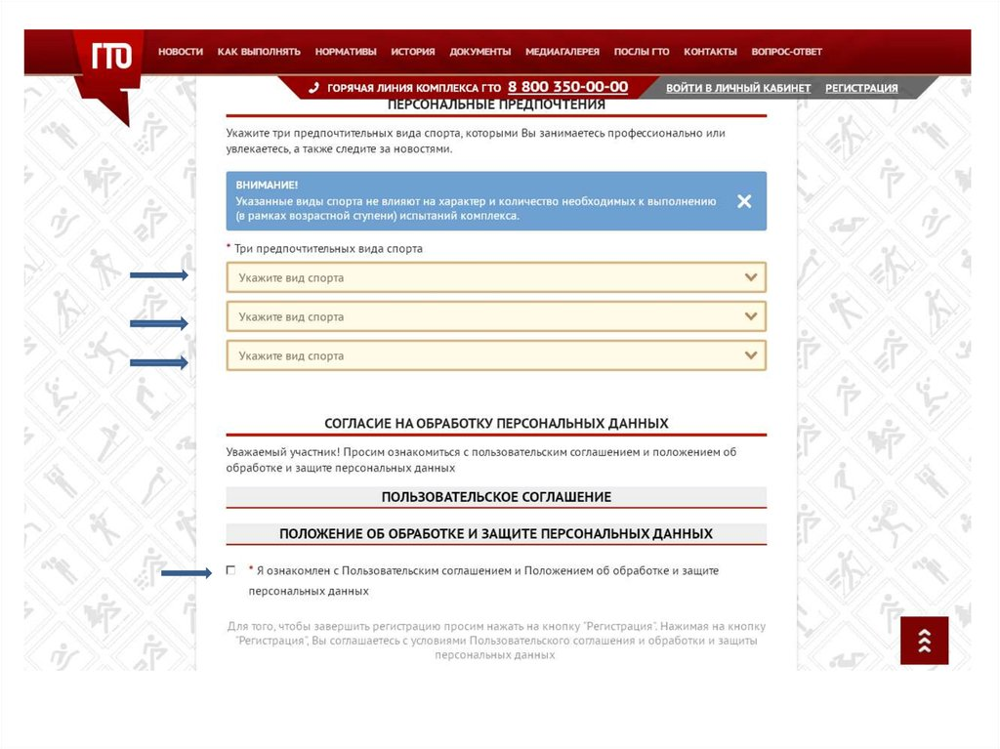 ГТО
НОВОСТИ КАК ВЫПОЛНЯТЬ НОРМАТИВЫ ИСТОРИЯ ДОКУМЕНТЫ МЕДИАГАЛЕРЕЯ ПОСЛЫ ГТО КОНТАКТЫ ВОПРОС-ОТВЕТ
ГОРЯЧАЯ ЛИНИЯ КОМПЛЕКСА ГТО 8 800 350-00-00 ВОЙТИ В ЛИЧНЫЙ КАБИНЕТ РЕГИСТРАЦИЯ
ПЕРСОНАЛЬНЫЕ ПРЕДПОЧТЕНИЯ
Укажите три предпочтительных вида спорта, которыми Вы занимаетесь профессионально или
увлекаетесь, а также следите за новостями.
ВНИМАНИЕ!
Указанные виды спорта не влияют на характер и количество необходимых к выполнению
(в рамках возрастной ступени) испытаний комплекса.
* Три предпочтительных вида спорта
Укажите вид спорта
Укажите вид спорта
Укажите вид спорта
СОГЛАСИЕ НА ОБРАБОТКУ ПЕРСОНАЛЬНЫХ ДАННЫХ
Уважаемый участник! Просим ознакомиться с пользовательским соглашением и положением об
обработке и защите персональных данных
ПОЛЬЗОВАТЕЛЬСКОЕ СОГЛАШЕНИЕ
ПОЛОЖЕНИЕ ОБ ОБРАБОТКЕ И ЗАЩИТЕ ПЕРСОНАЛЬНЫХ ДАННЫХ
* Я ознакомлен с Пользовательским соглашением и Положением об обработке и защите
персональных данных
Для того, чтобы завершить регистрацию просим нажать на кнопку "Регистрация". Нажимая на кнопку
"Регистрация", Вы соглашаетесь с условиями Пользовательского соглашения и обработки и защиты
персональных данных